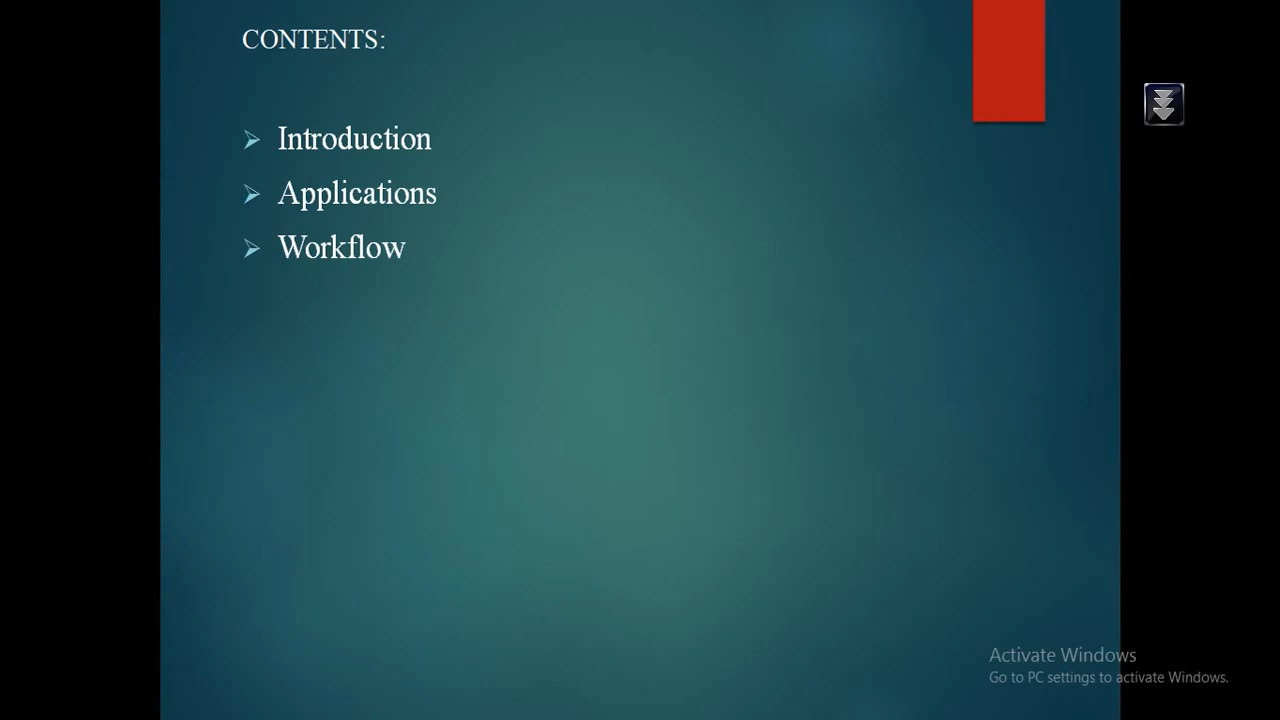 CONTENTS:
Introduction
Applications
Workflow
Activate Windows
Go to PC settings to activate Windows.